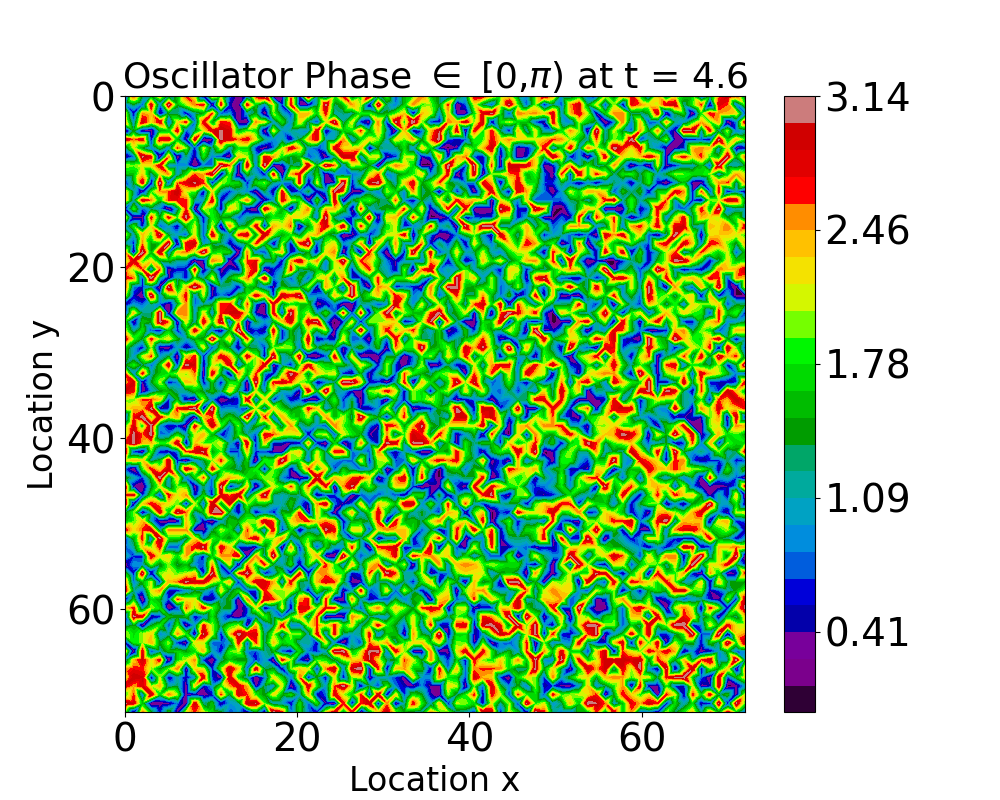 Oscillator Phase ∈ [0,π) at t = 4.6
0
20
40
60
Location y
0 20 40 60
Location x
3.14
2.46
1.78
1.09
0.41